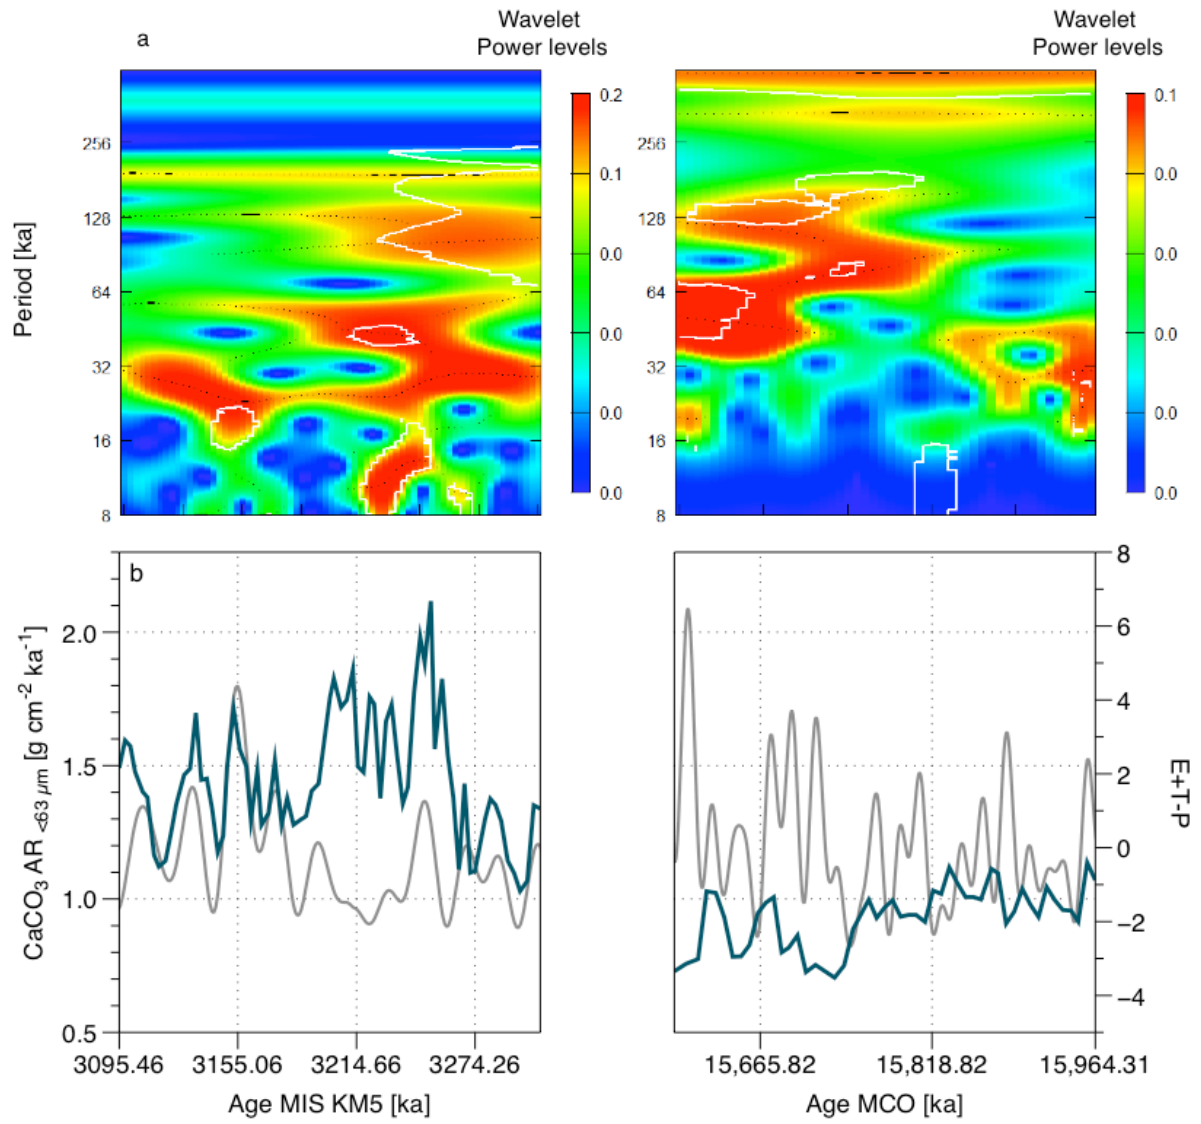 Wavelet
Power levels
Wavelet
Power levels
a
0.2
0.1
0.0
0.0
0.0
0.0
0.1
0.0
0.0
0.0
0.0
0.0
256
128
64
32
16
8
256
128
64
32
16
8
Period [ka]
b
2.0
1.5
1.0
0.5
CaCO₃ AR <63 µm [g cm⁻² ka⁻¹]
8
6
4
2
0
−2
−4
E+T-P
3095.46 3155.06 3214.66 3274.26
15,665.82 15,818.82 15,964.31
Age MIS KM5 [ka]
Age MCO [ka]